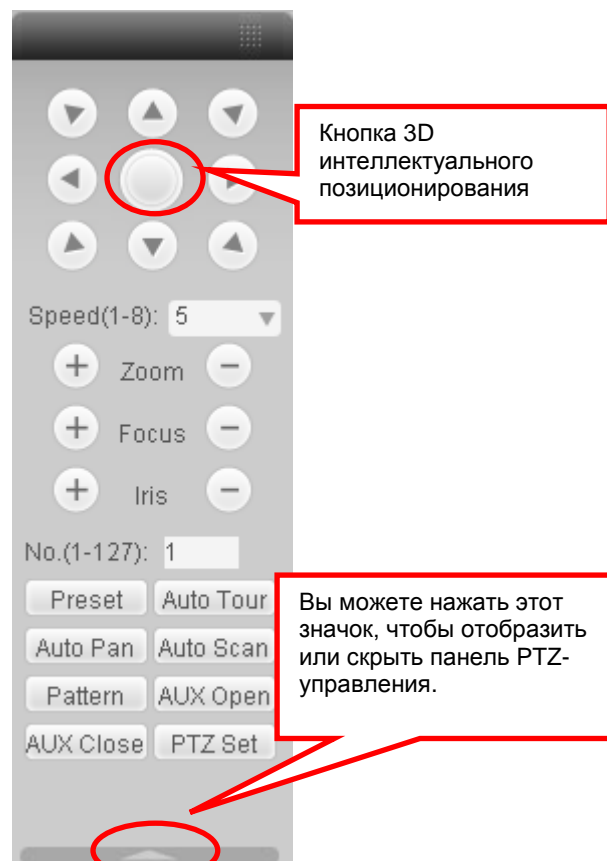 Кнопка 3D
интеллектуального
позиционирования
Speed(1-8): 5
+ Zoom −
+ Focus −
+ Iris −
No.(1-127): 1
Preset Auto Tour
Auto Pan Auto Scan
Pattern AUX Open
AUX Close PTZ Set
Вы можете нажать этот
значок, чтобы отобразить
или скрыть панель PTZ-
управления.